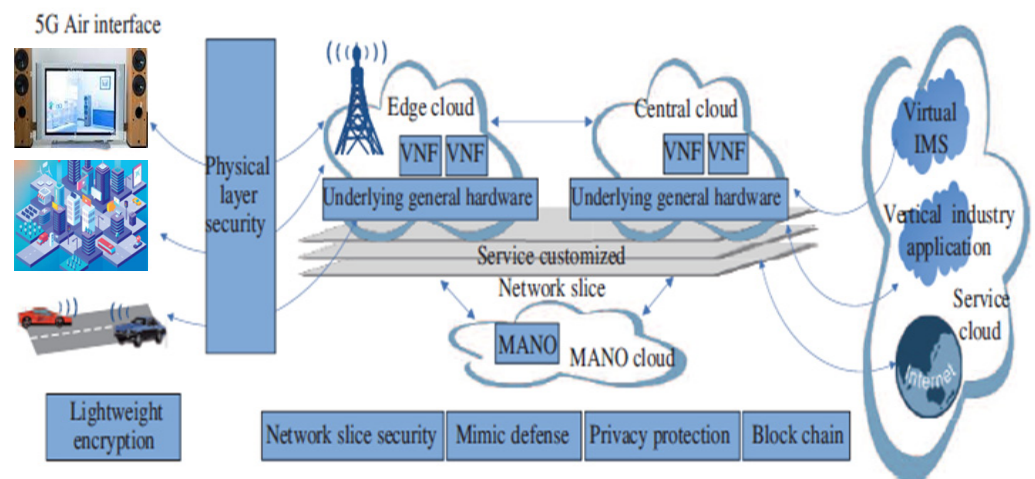 5G Air interface
Physical
layer
security
Edge cloud
VNF VNF
Underlying general hardware
Central cloud
VNF VNF
Underlying general hardware
Service customized
Network slice
MANO
MANO cloud
Virtual
IMS
Vertical industry
application
Service
cloud
Internet
Lightweight
encryption
Network slice security
Mimic defense
Privacy protection
Block chain